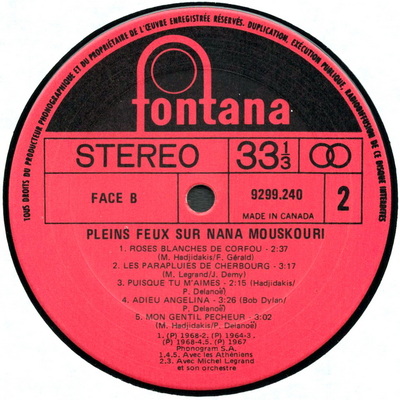 TOUS DROITS DU PRODUCTEUR PHONOGRAPHIQUE ET DU PROPRIÉTAIRE DE L'ŒUVRE ENREGISTRÉE RÉSERVÉS. DUPLICATION, EXÉCUTION PUBLIQUE, RADIODIFFUSION DE CE DISQUE INTERDITES
fontana
STEREO 33 1/3
FACE B 9299.240 2
MADE IN CANADA
PLEINS FEUX SUR NANA MOUSKOURI
1. ROSES BLANCHES DE CORFOU - 2:37
(M. Hadjidakis/F. Gérald)
2. LES PARAPLUIES DE CHERBOURG - 3:17
(M. Legrand/J. Demy)
3. PUISQUE TU M'AIMES - 2:15 (Hadjidakis/
P. Delanoë)
4. ADIEU ANGELINA - 3:26 (Bob Dylan/
P. Delanoë)
5. MON GENTIL PECHEUR - 3:02
(M. Hadjidakis/P. Delanoë)
1. (P) 1968-2, (P) 1964-3.
(P) 1968-4,5, (P) 1967
Phonogram S.A.
1.4.5. Avec les Athéniens
2.3. Avec Michel Legrand
et son orchestre